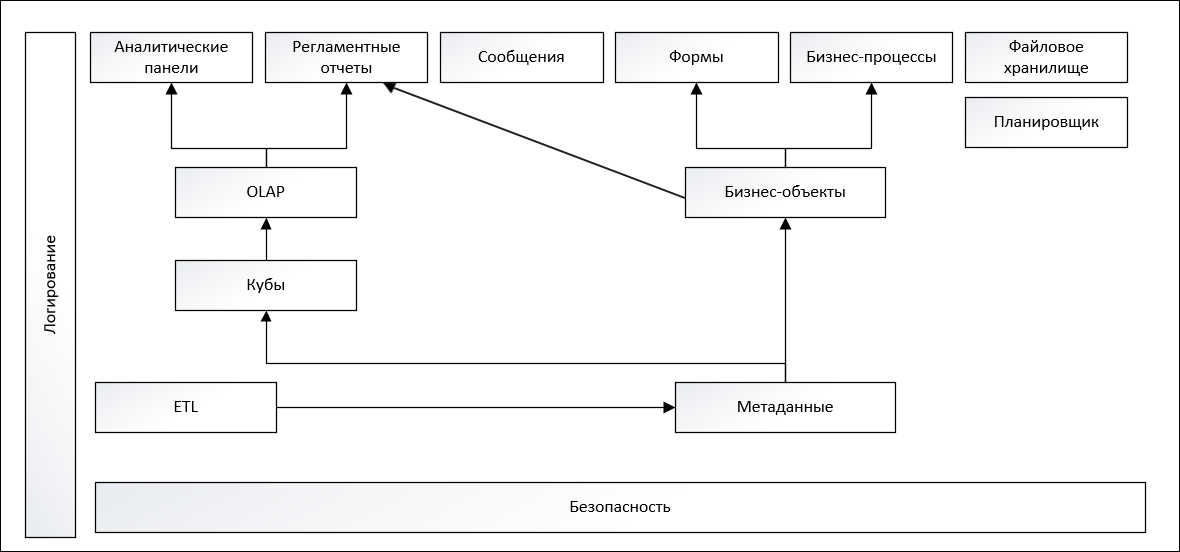 Аналитические
панели
Регламентные
отчеты
Сообщения
Формы
Бизнес-процессы
Файловое
хранилище
Планировщик
OLAP
Бизнес-объекты
Кубы
Логирование
ETL
Метаданные
Безопасность